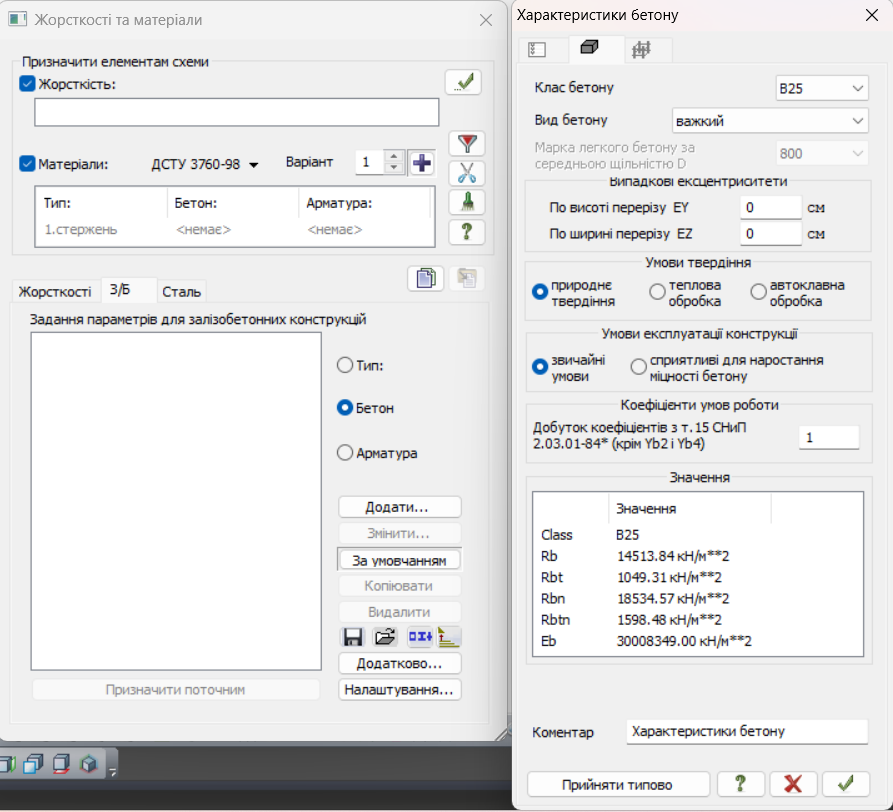 Жорсткості та матеріали
Призначити елементам схеми
Жорсткість:
Матеріали:
ДСТУ 3760-98
Варіант
1
Тип:
Бетон:
Арматура:
1.стержень
<немає>
<немає>
Жорсткості
З/Б
Сталь
Задання параметрів для залізобетонних конструкцій
Тип:
Бетон
Арматура
Додати...
Змінити...
За умовчанням
Копіювати
Видалити
Додатково...
Налаштування...
Призначити поточним
Характеристики бетону
Клас бетону
B25
Вид бетону
важкий
Марка легкого бетону за
середньою щільністю D
800
Випадкові ексцентриситети
По висоті перерізу EY
0
см
По ширині перерізу EZ
0
см
Умови твердіння
природнє
твердіння
теплова
обробка
автоклавна
обробка
Умови експлуатації конструкції
звичайні
умови
сприятливі для наростання
міцності бетону
Коефіцієнти умов роботи
Добуток коефіцієнтів з т.15 СНиП
2.03.01-84* (крім Yb2 і Yb4)
1
Значення
Значення
Class B25
Rb 14513.84 кН/м**2
Rbt 1049.31 кН/м**2
Rbn 18534.57 кН/м**2
Rbtn 1598.48 кН/м**2
Eb 30008349.00 кН/м**2
Коментар
Характеристики бетону
Прийняти типово